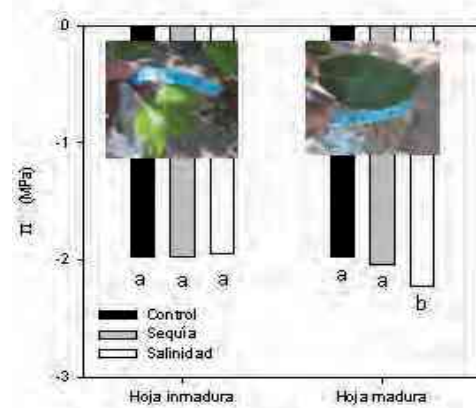 0
-1
-2
-3
π (MPa)
a a a a a b
Control
Sequía
Salinidad
Hoja inmadura Hoja madura